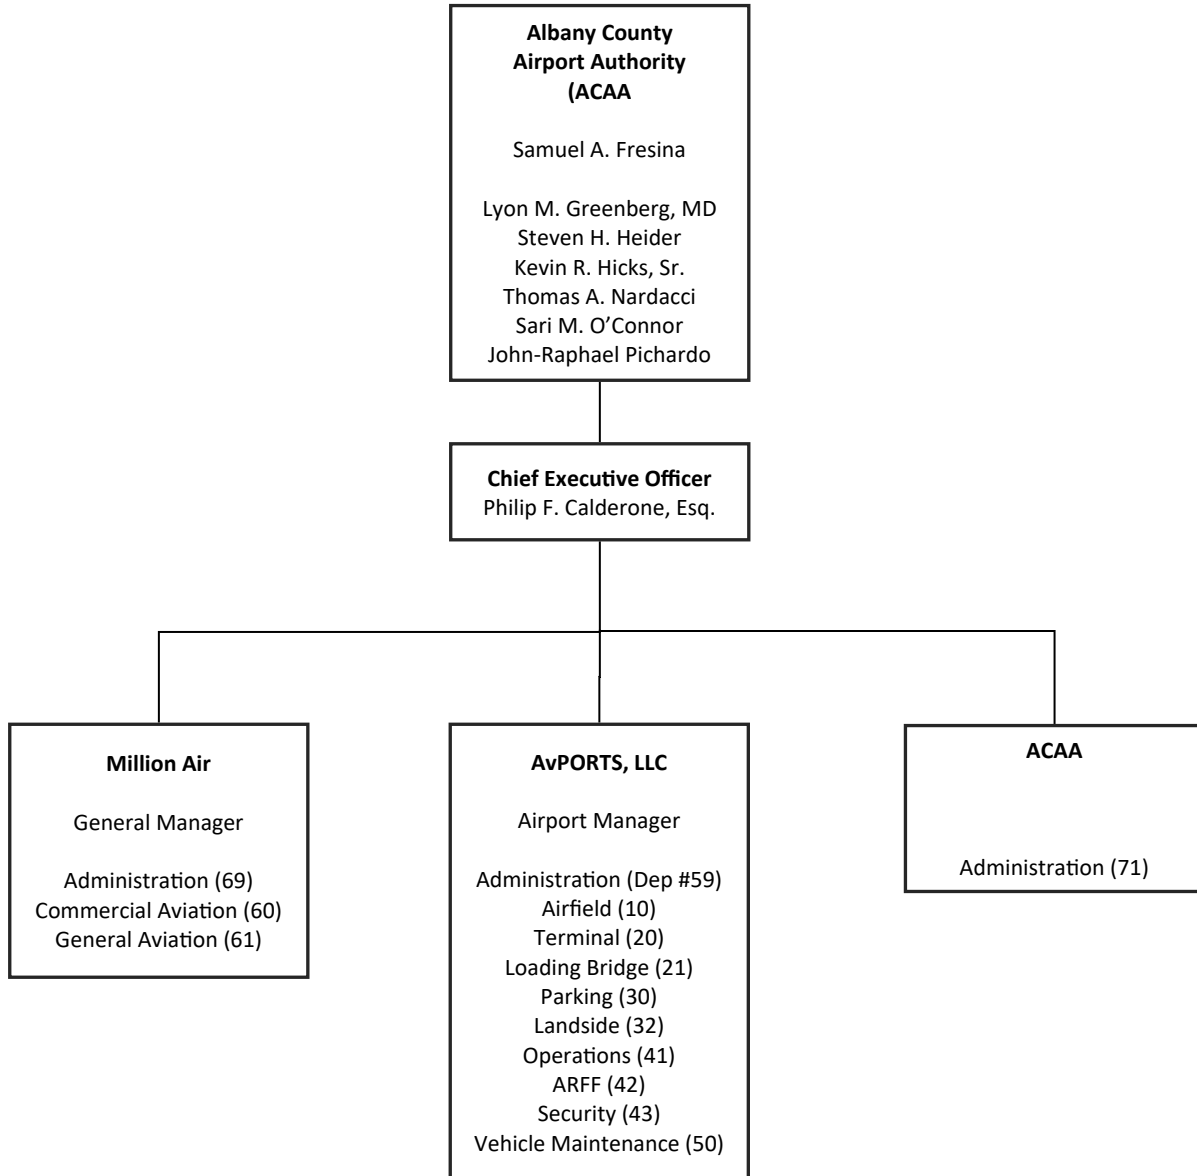 Albany County
Airport Authority
(ACAA
Samuel A. Fresina
Lyon M. Greenberg, MD
Steven H. Heider
Kevin R. Hicks, Sr.
Thomas A. Nardacci
Sari M. O’Connor
John-Raphael Pichardo
Chief Executive Officer
Philip F. Calderone, Esq.
Million Air
General Manager
Administration (69)
Commercial Aviation (60)
General Aviation (61)
AvPORTS, LLC
Airport Manager
Administration (Dep #59)
Airfield (10)
Terminal (20)
Loading Bridge (21)
Parking (30)
Landside (32)
Operations (41)
ARFF (42)
Security (43)
Vehicle Maintenance (50)
ACAA
Administration (71)